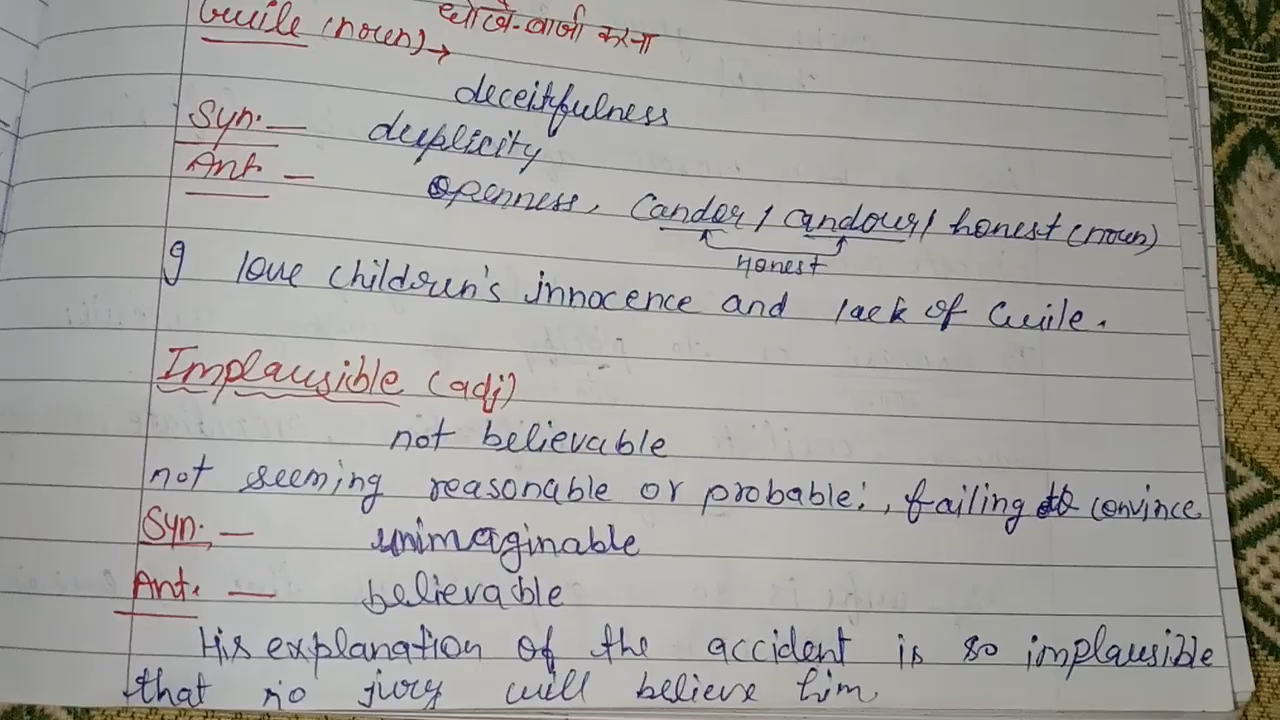 Guile (noun) → धोखे-बाजी करना
deceitfulness
Syn. — duplicity
Ant. — openness, Candor / candour / honest (noun)
Honest
I love children's innocence and lack of Guile.
Implausible (adj)
not believable
not seeming reasonable or probable; , failing to convince
Syn. — unimaginable
Ant. — believable
His explanation of the accident is so implausible
that no jury will believe him